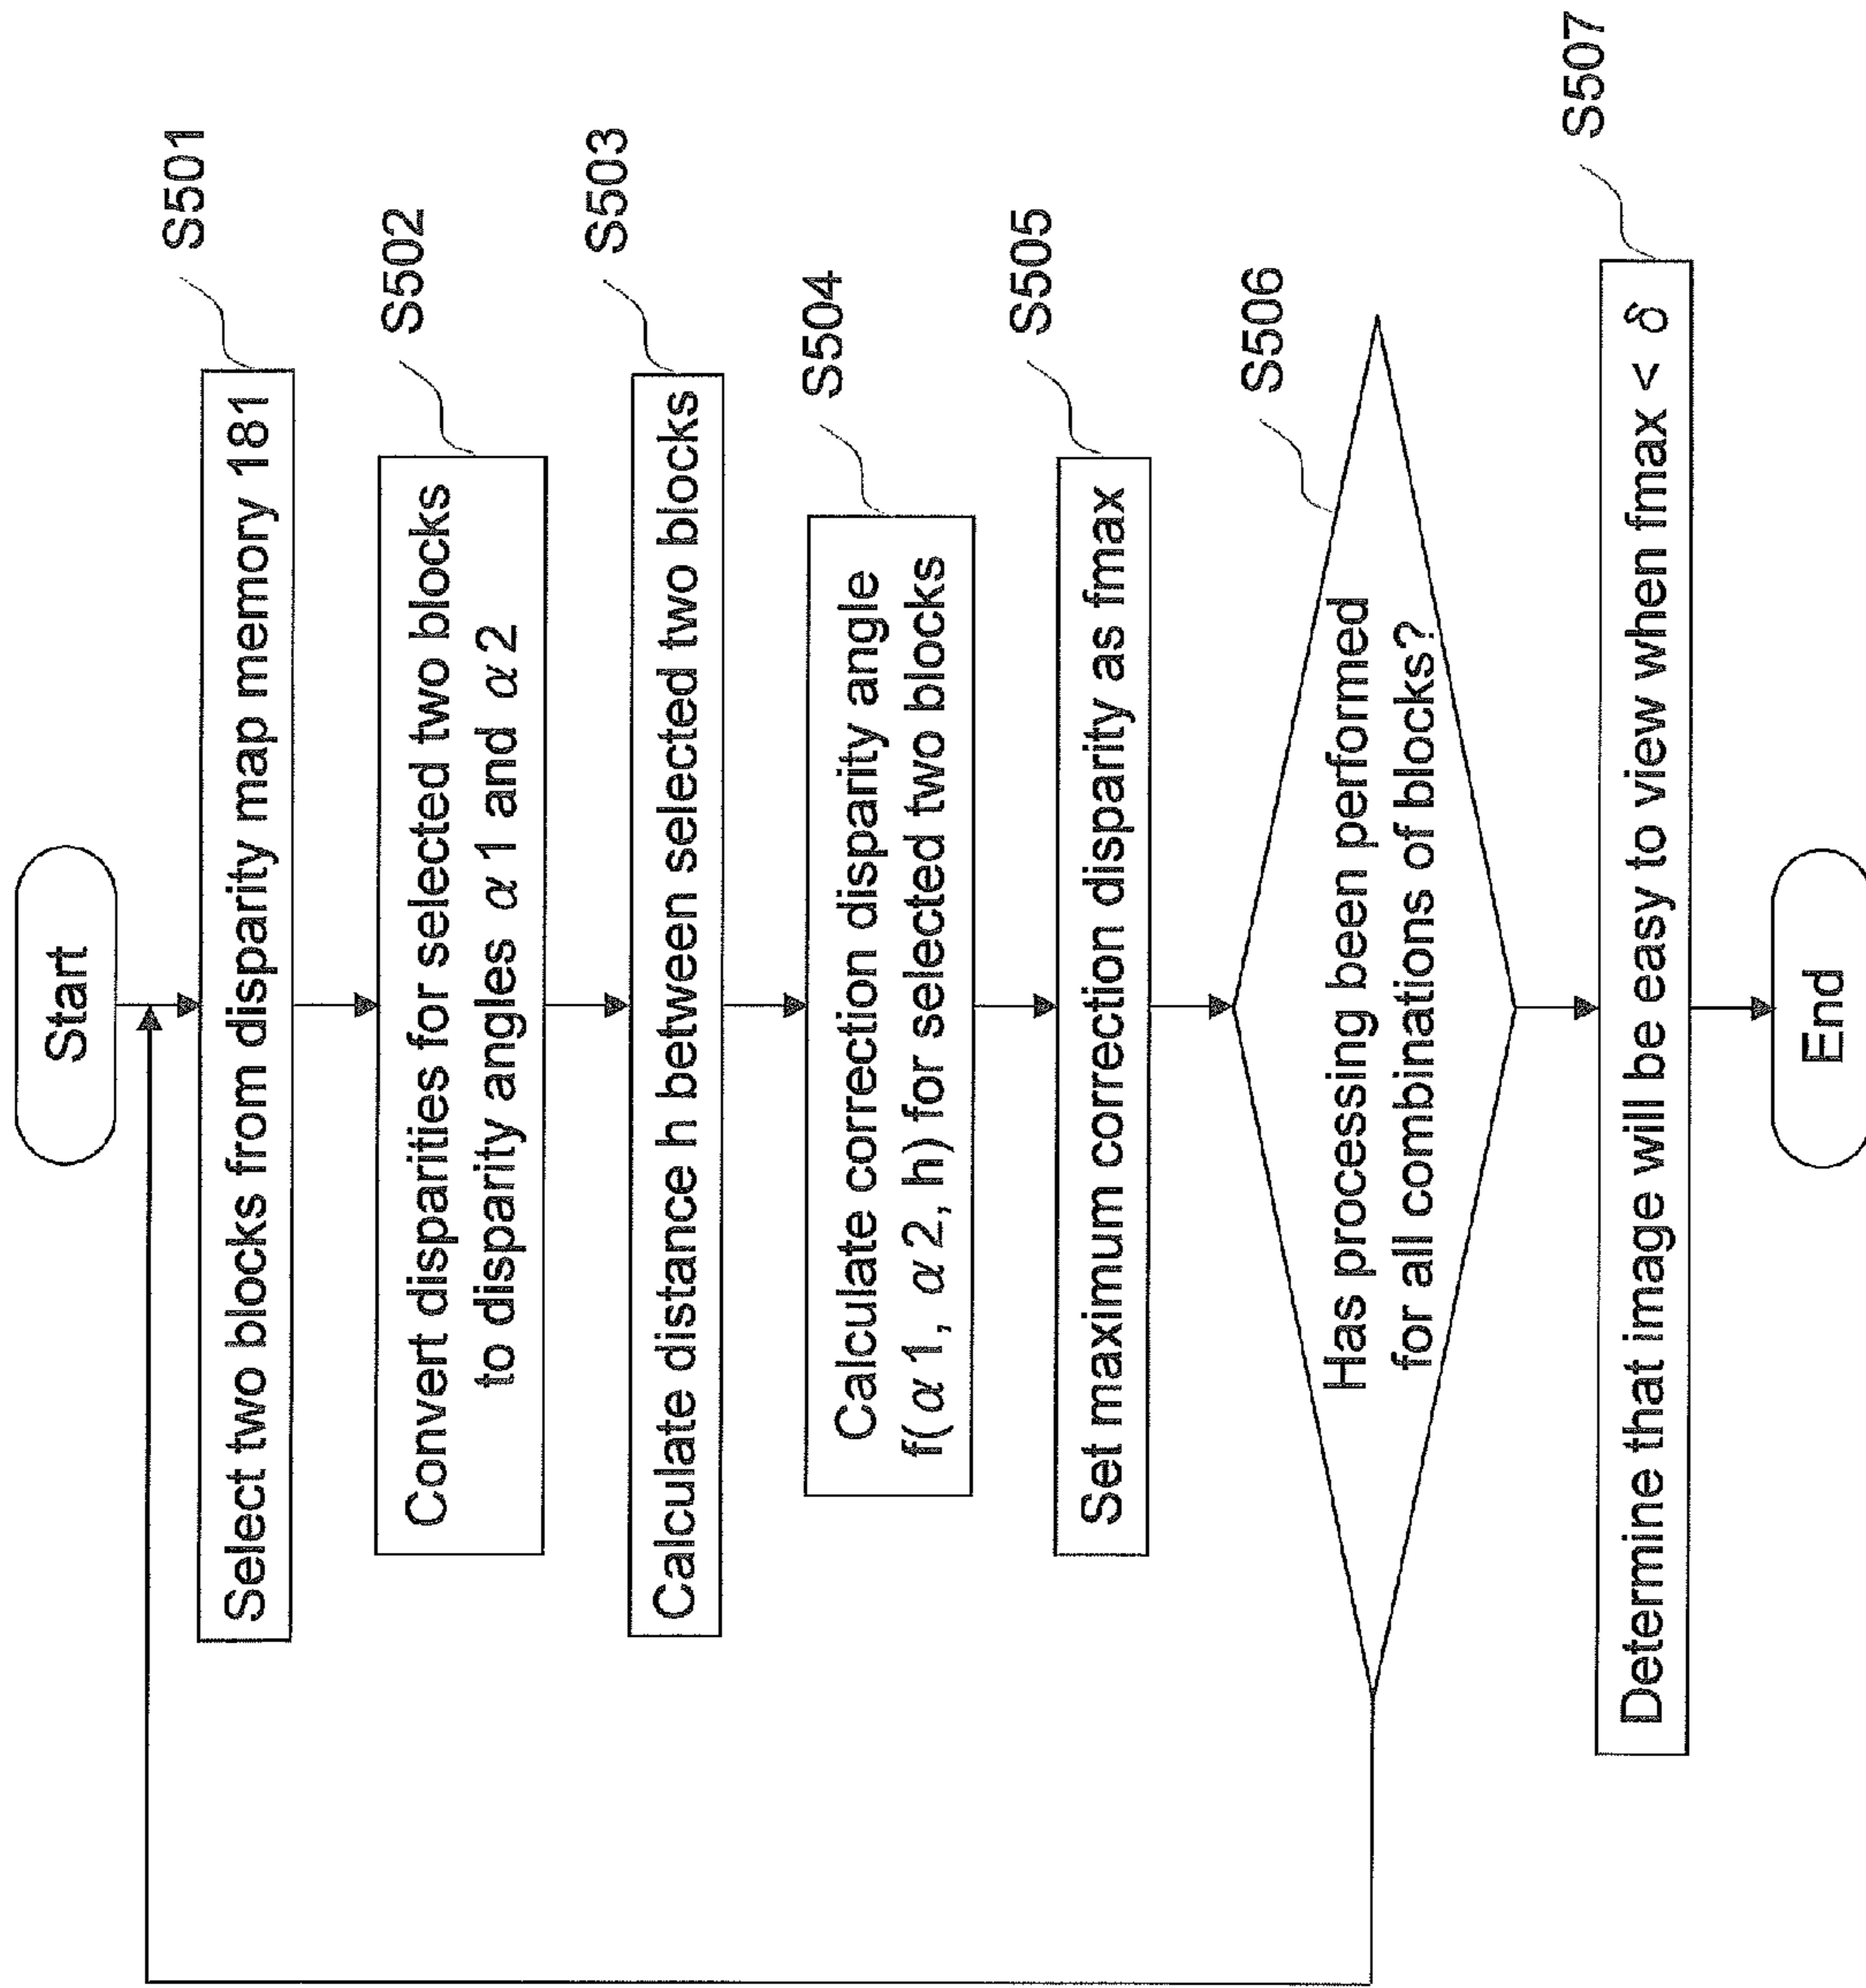 Start
Select two blocks from disparity map memory 181
S501
Convert disparities for selected two blocks
to disparity angles α1 and α2
S502
Calculate distance h between selected two blocks
S503
Calculate correction disparity angle
f(α1, α2, h) for selected two blocks
S504
Set maximum correction disparity as fmax
S505
Has processing been performed
for all combinations of blocks?
S506
Determine that image will be easy to view when fmax < δ
S507
End